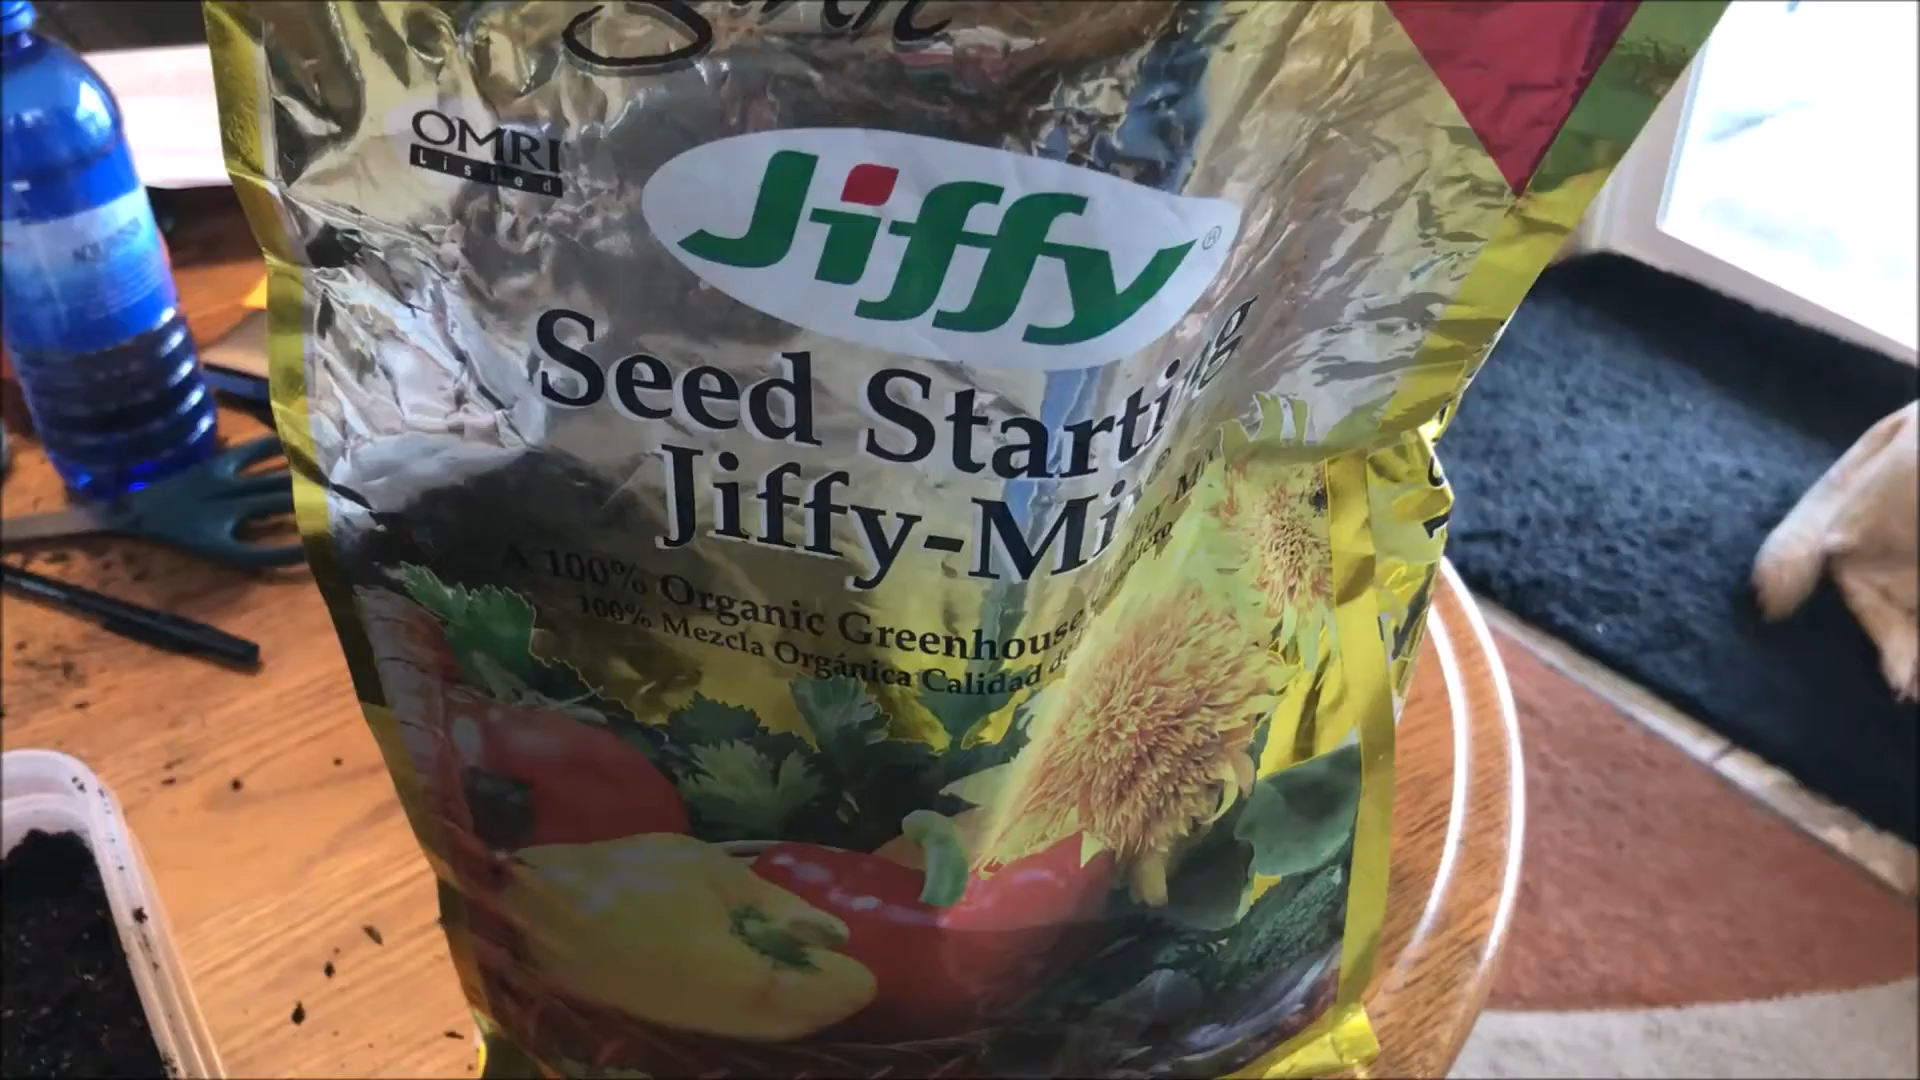 OMRI
Listed
Jiffy®
Seed Starting
Jiffy-Mix®
A 100% Organic Greenhouse
100% Mezcla Orgánica Calidad de